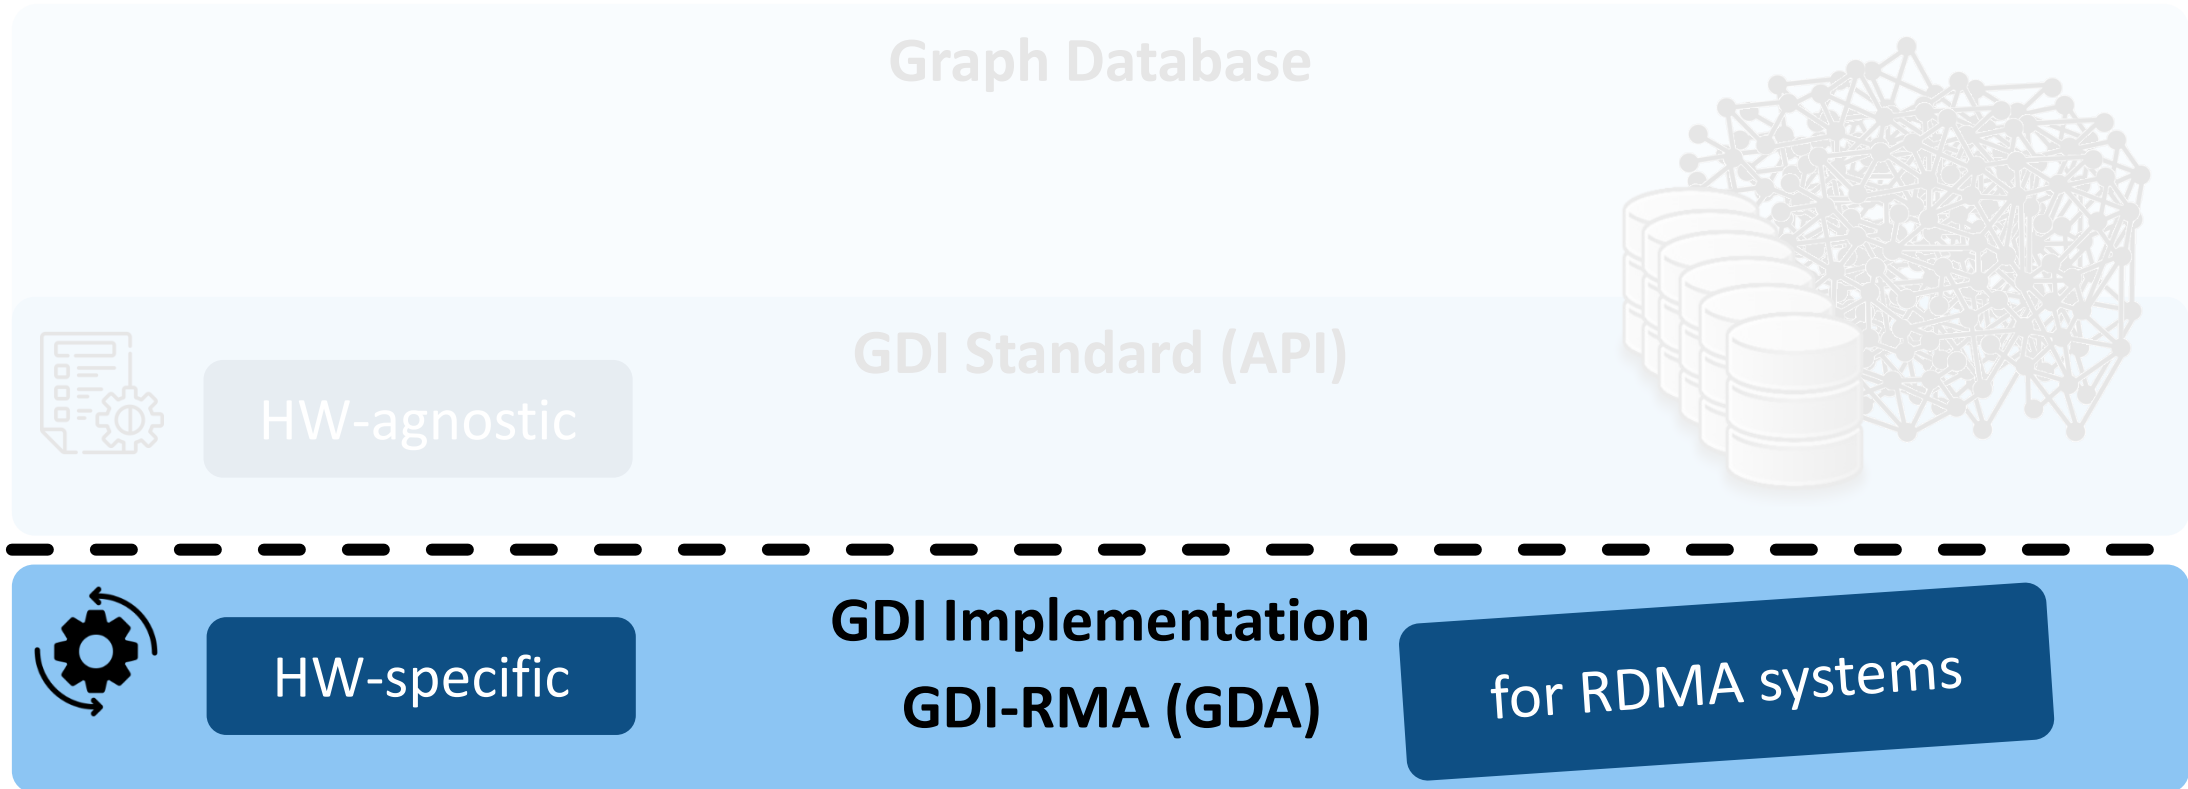 Graph Database
GDI Standard (API)
HW-agnostic
GDI Implementation
HW-specific
GDI-RMA (GDA)
for RDMA systems